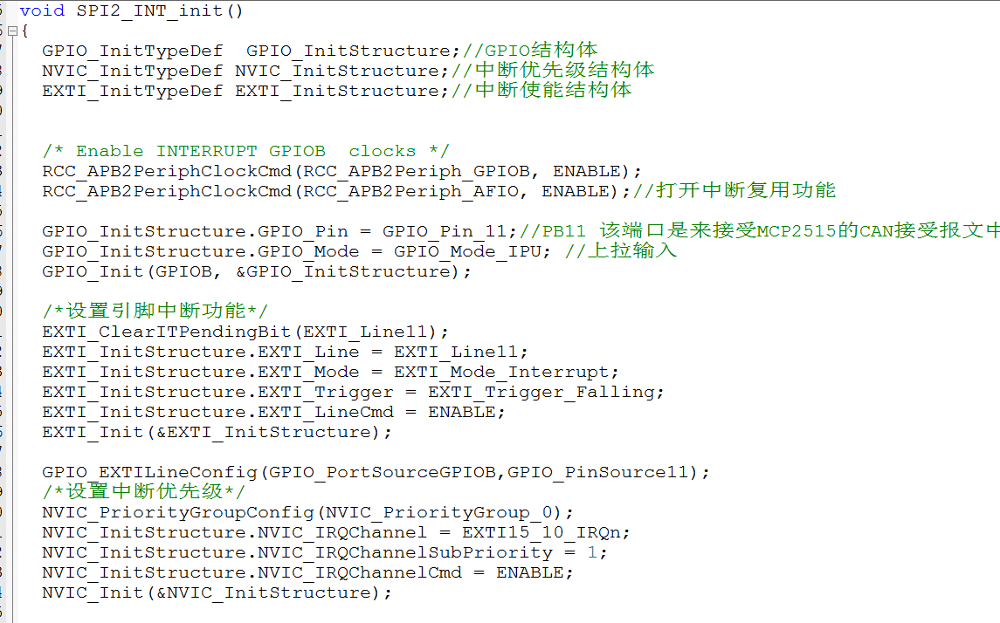 void SPI2_INT_init()
{
GPIO_InitTypeDef  GPIO_InitStructure;//GPIO结构体
NVIC_InitTypeDef NVIC_InitStructure;//中断优先级结构体
EXTI_InitTypeDef EXTI_InitStructure;//中断使能结构体
/* Enable INTERRUPT GPIOB  clocks */
RCC_APB2PeriphClockCmd(RCC_APB2Periph_GPIOB, ENABLE);
RCC_APB2PeriphClockCmd(RCC_APB2Periph_AFIO, ENABLE);//打开中断复用功能
GPIO_InitStructure.GPIO_Pin = GPIO_Pin_11;//PB11 该端口是来接受MCP2515的CAN接受报文中
GPIO_InitStructure.GPIO_Mode = GPIO_Mode_IPU; //上拉输入
GPIO_Init(GPIOB, &GPIO_InitStructure);
/*设置引脚中断功能*/
EXTI_ClearITPendingBit(EXTI_Line11);
EXTI_InitStructure.EXTI_Line = EXTI_Line11;
EXTI_InitStructure.EXTI_Mode = EXTI_Mode_Interrupt;
EXTI_InitStructure.EXTI_Trigger = EXTI_Trigger_Falling;
EXTI_InitStructure.EXTI_LineCmd = ENABLE;
EXTI_Init(&EXTI_InitStructure);
GPIO_EXTILineConfig(GPIO_PortSourceGPIOB,GPIO_PinSource11);
/*设置中断优先级*/
NVIC_PriorityGroupConfig(NVIC_PriorityGroup_0);
NVIC_InitStructure.NVIC_IRQChannel = EXTI15_10_IRQn;
NVIC_InitStructure.NVIC_IRQChannelSubPriority = 1;
NVIC_InitStructure.NVIC_IRQChannelCmd = ENABLE;
NVIC_Init(&NVIC_InitStructure);